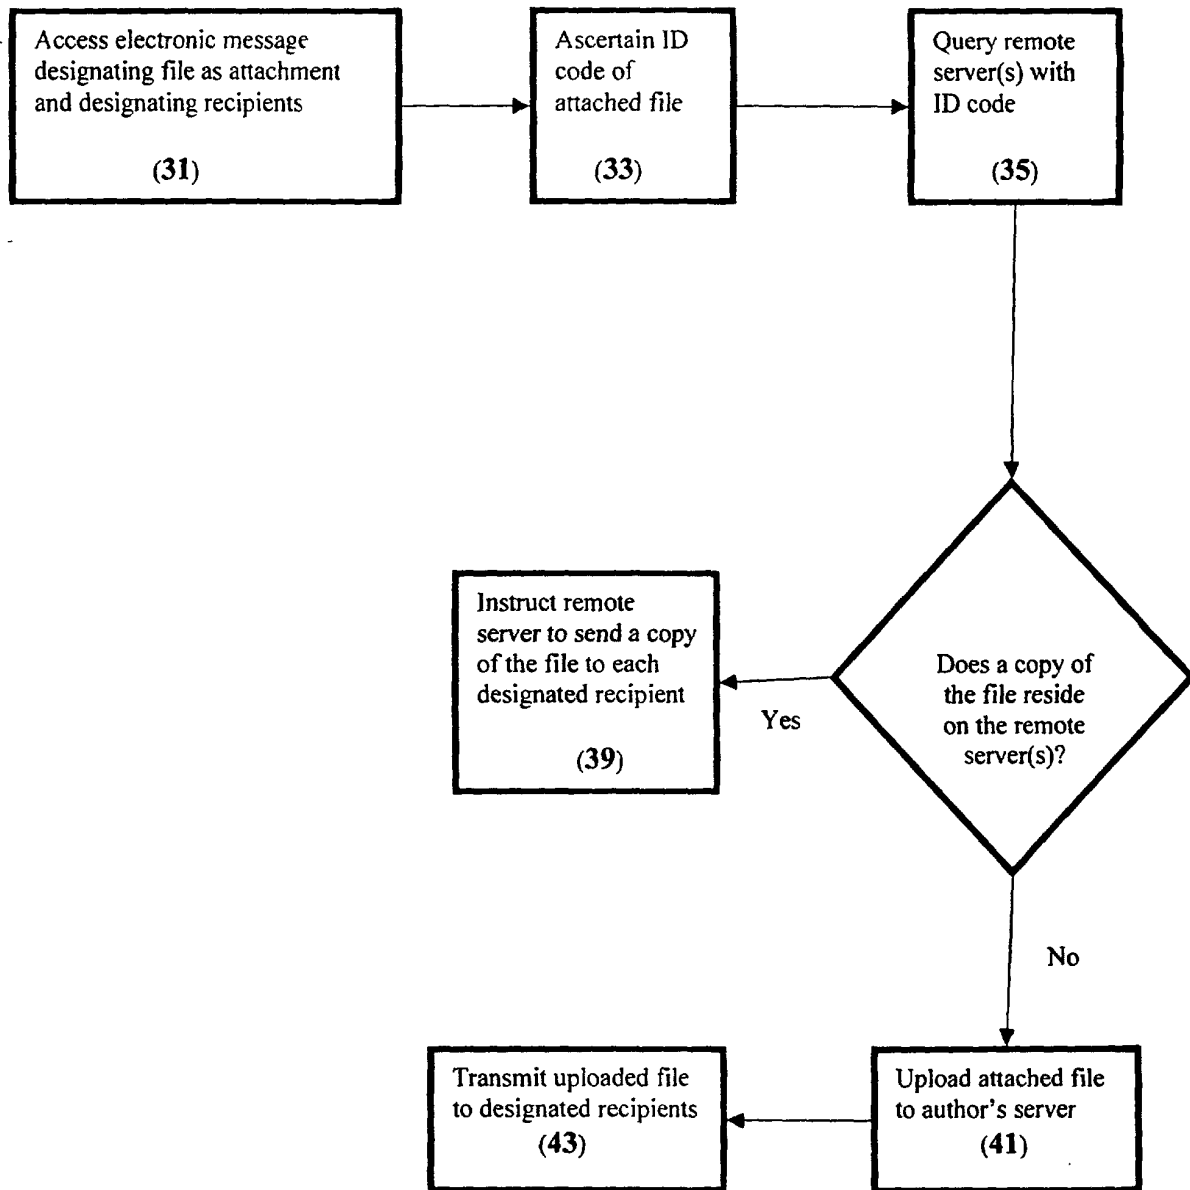 Access electronic message
designating file as attachment
and designating recipients
(31)
Ascertain ID
code of
attached file
(33)
Query remote
server(s) with
ID code
(35)
Instruct remote
server to send a copy
of the file to each
designated recipient
(39)
Yes
Does a copy of
the file reside
on the remote
server(s)?
No
Transmit uploaded file
to designated recipients
(43)
Upload attached file
to author's server
(41)